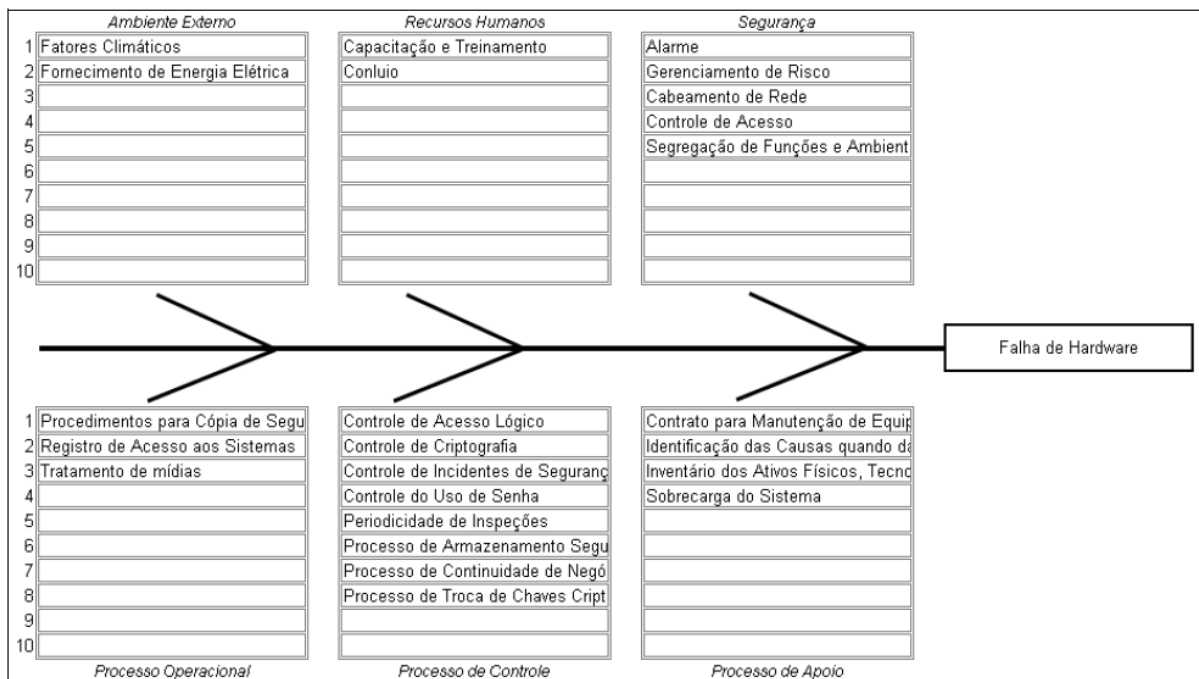 Ambiente Externo
1 Fatores Climáticos
2 Fornecimento de Energia Elétrica
3
4
5
6
7
8
9
10
Recursos Humanos
Capacitação e Treinamento
Conluio
Segurança
Alarme
Gerenciamento de Risco
Cabeamento de Rede
Controle de Acesso
Segregação de Funções e Ambient
Falha de Hardware
1 Procedimentos para Cópia de Segu
2 Registro de Acesso aos Sistemas
3 Tratamento de mídias
4
5
6
7
8
9
10
Processo Operacional
Controle de Acesso Lógico
Controle de Criptografia
Controle de Incidentes de Seguranç
Controle do Uso de Senha
Periodicidade de Inspeções
Processo de Armazenamento Segu
Processo de Continuidade de Negó
Processo de Troca de Chaves Cript
Processo de Controle
Contrato para Manutenção de Equip
Identificação das Causas quando da
Inventário dos Ativos Físicos, Tecno
Sobrecarga do Sistema
Processo de Apoio